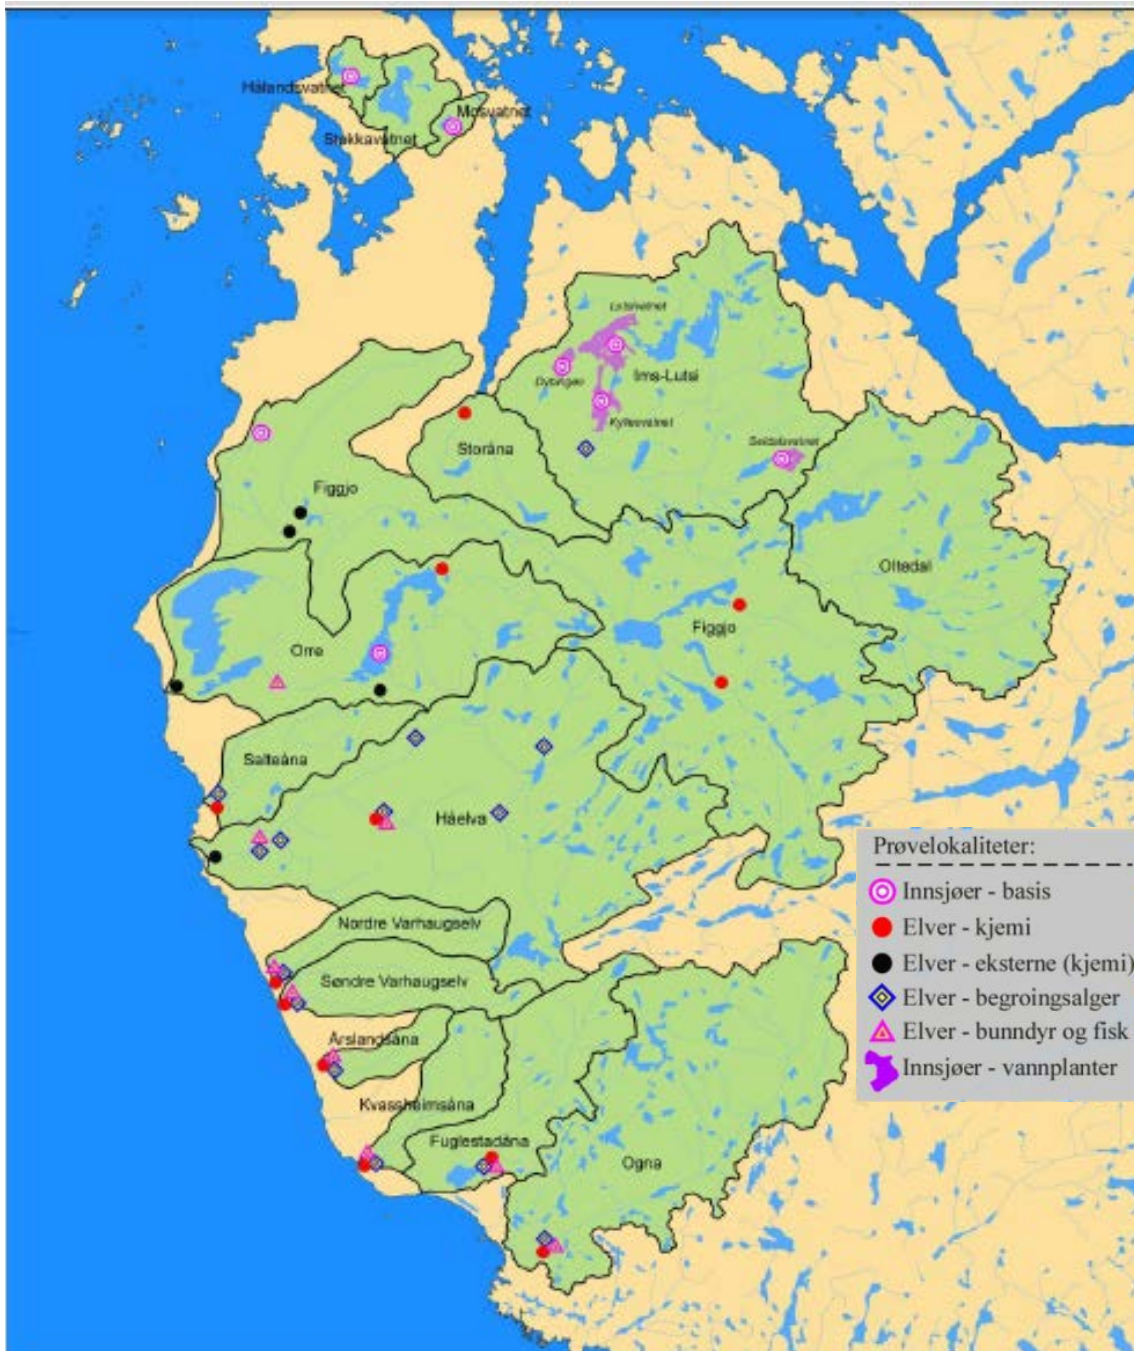 Hålandsvatnet
Mosvatnet
Stokkavatnet
Lutsivatnet
Ims-Lutsi
Dybingen
Kyllesvatnet
Storåna
Seldalsvatnet
Figgjo
Oltedal
Figgjo
Orre
Salteåna
Håelva
Nordre Varhaugselv
Søndre Varhaugselv
Årslandsåna
Kvassheimsåna
Fuglestadåna
Ogna
Prøvelokaliteter:
Innsjøer - basis
Elver - kjemi
Elver - eksterne (kjemi)
Elver - begroingsalger
Elver - bunndyr og fisk
Innsjøer - vannplanter